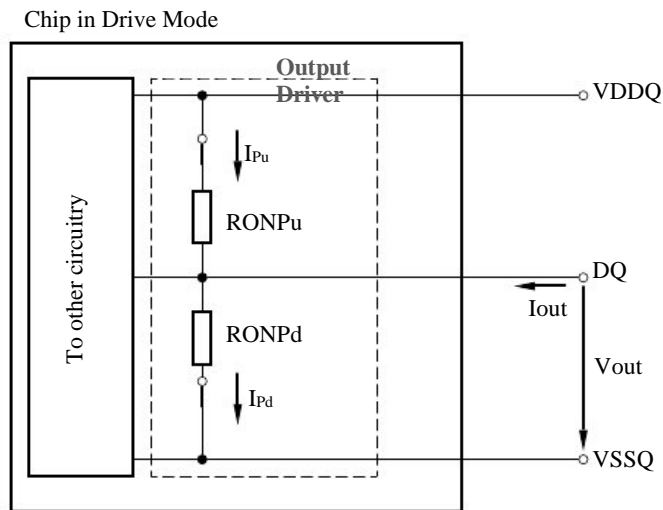 Chip in Drive Mode
Output
Driver
VDDQ
IPu
RONPu
To other circuitry
DQ
Iout
RONPd
Vout
IPd
VSSQ